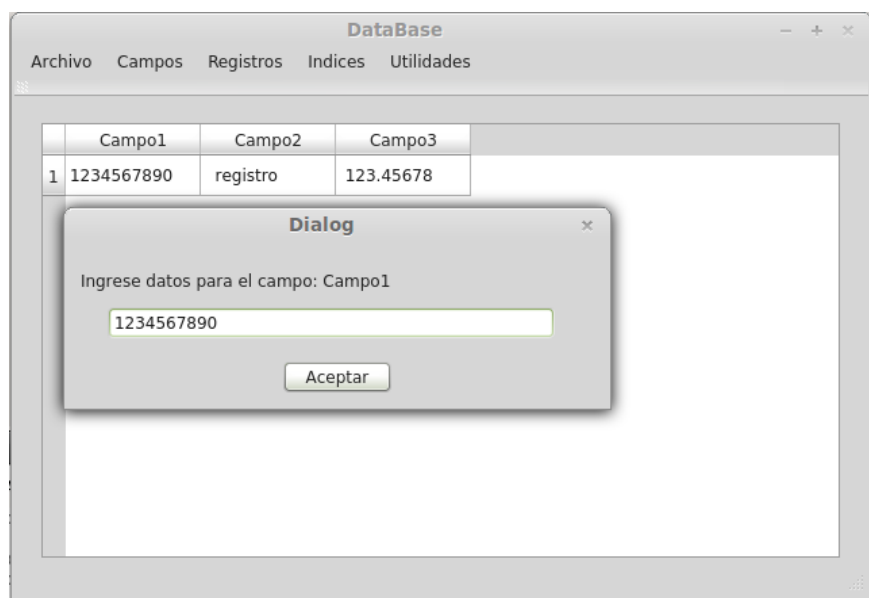 DataBase
Archivo Campos Registros Indices Utilidades
Campo1 Campo2 Campo3
1 1234567890 registro 123.45678
Dialog
Ingrese datos para el campo: Campo1
1234567890
Aceptar